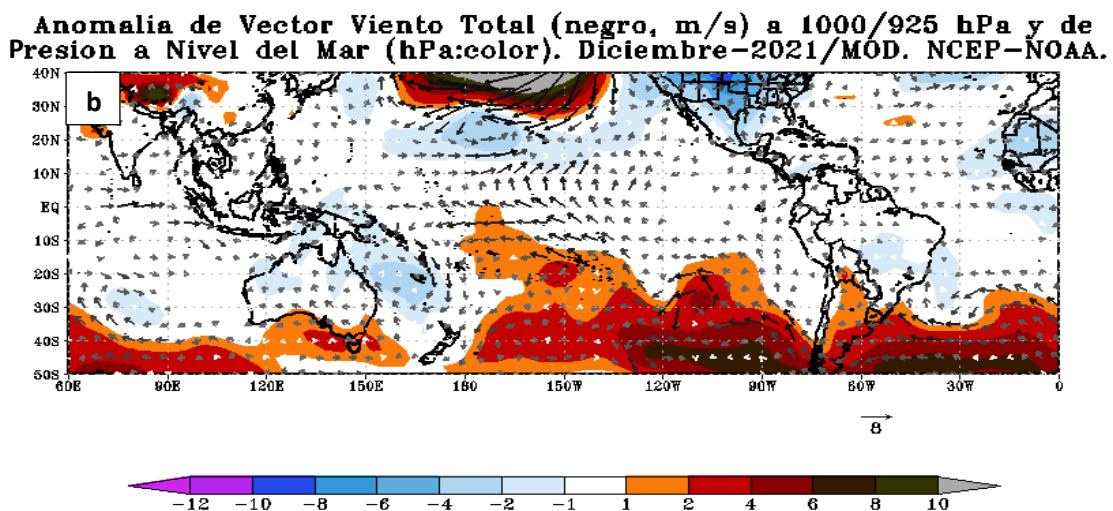 Anomalia de Vector Viento Total (negro, m/s) a 1000/925 hPa y de
Presion a Nivel del Mar (hPa:color). Diciembre-2021/MOD. NCEP-NOAA.
b
40N
30N
20N
10N
EQ
10S
20S
30S
40S
50S
60E 90E 120E 150E 180 150W 120W 90W 60W 30W 0
8
-12 -10 -8 -6 -4 -2 -1 1 2 4 6 8 10